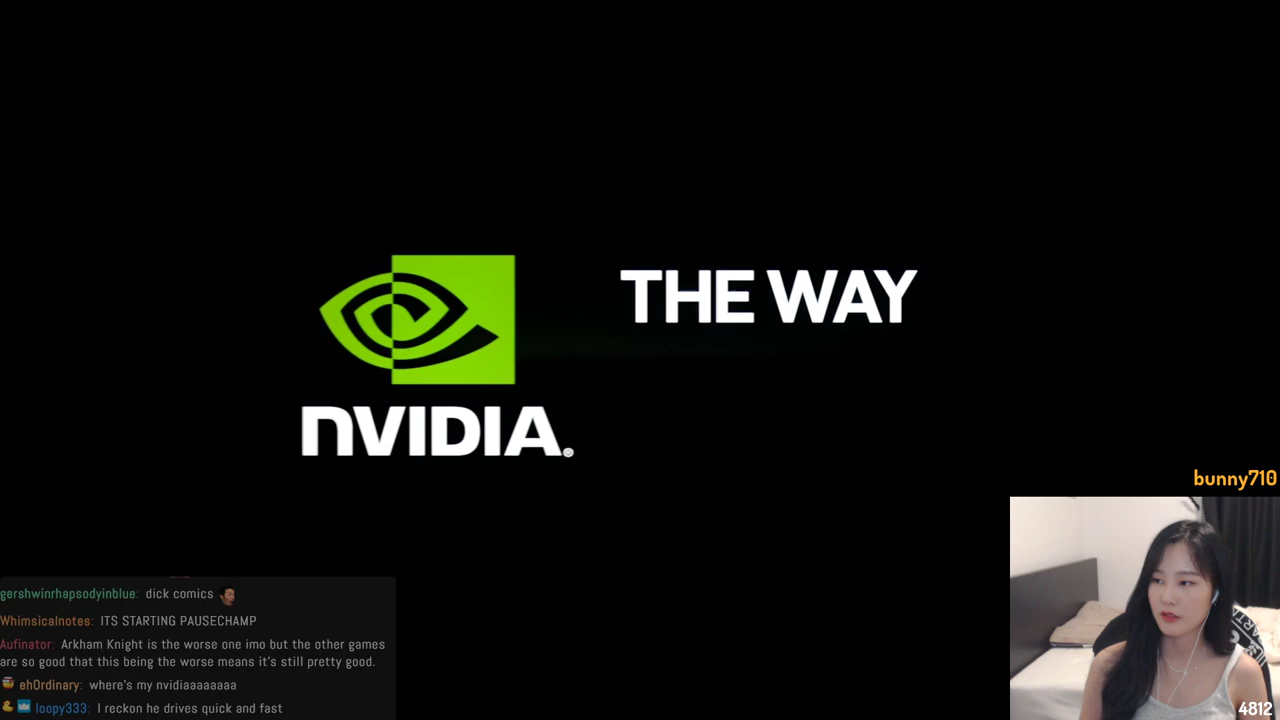 THE WAY
nVIDIA.
bunny710
gershwinrhapsodyinblue: dick comics
Whimsicalnotes: ITS STARTING PAUSECHAMP
Aufinator: Arkham Knight is the worse one imo but the other games
are so good that this being the worse means it's still pretty good.
eh0rdinary: where's my nvidiaaaaaaaa
loopy333: I reckon he drives quick and fast
4812